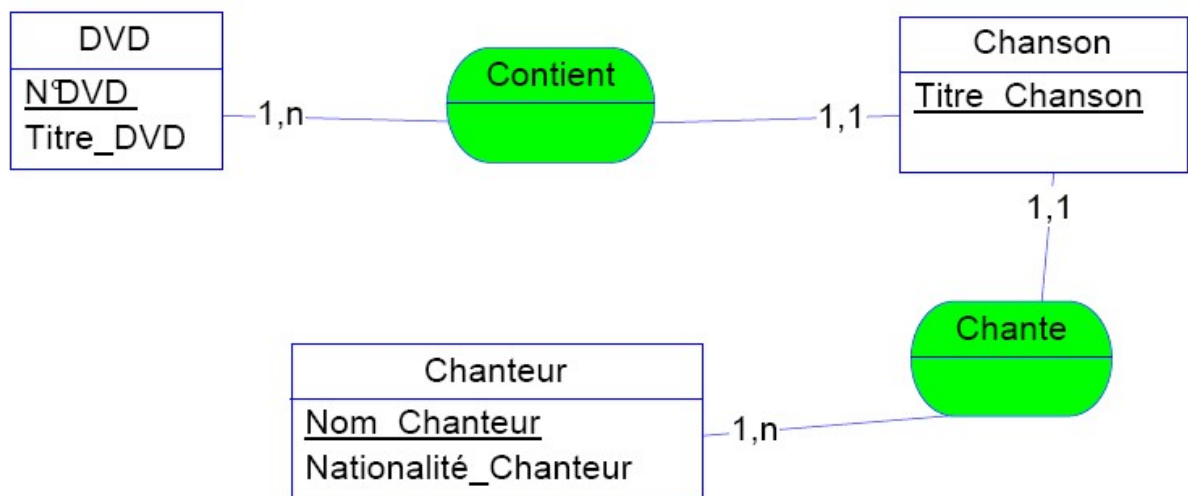 DVD
N°DVD
Titre_DVD
1,n
Contient
1,1
Chanson
Titre_Chanson
1,1
Chante
Chanteur
Nom_Chanteur
Nationalité_Chanteur
1,n